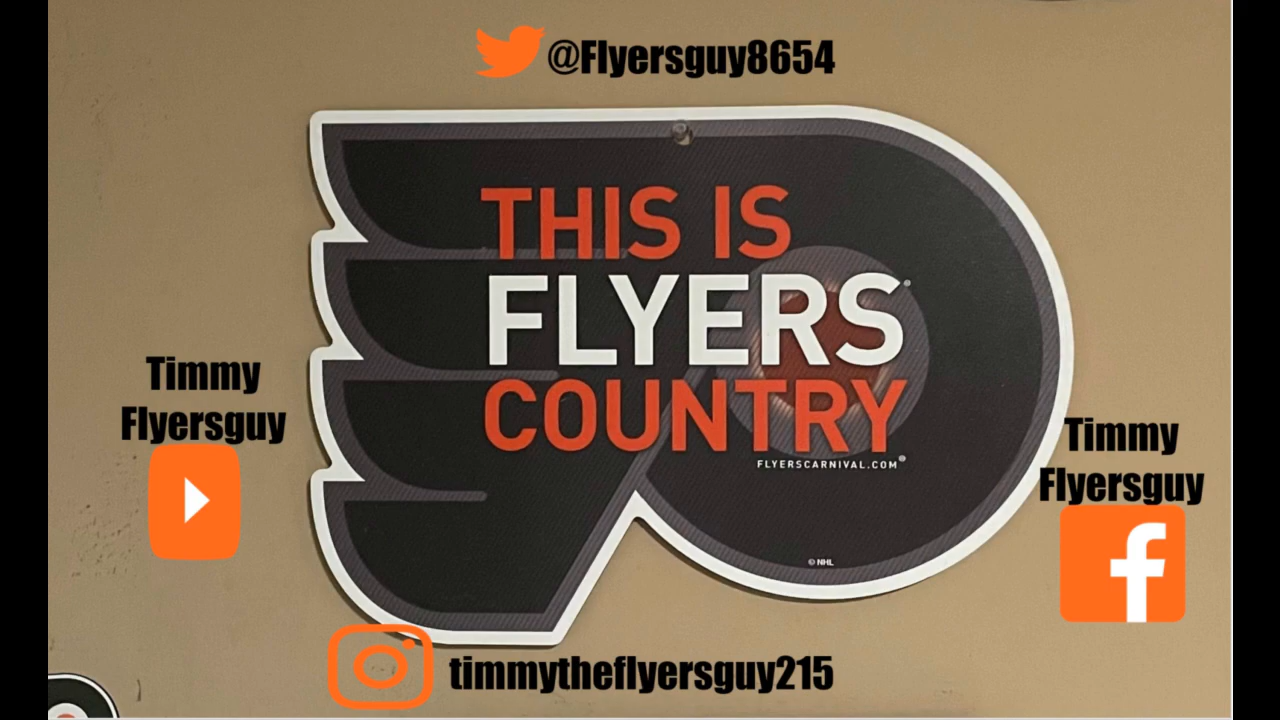 @Flyersguy8654
THIS IS
FLYERS
COUNTRY
FLYERSCARNIVAL.COM
© NHL
Timmy
Flyersguy
Timmy
Flyersguy
timmytheflyersguy215